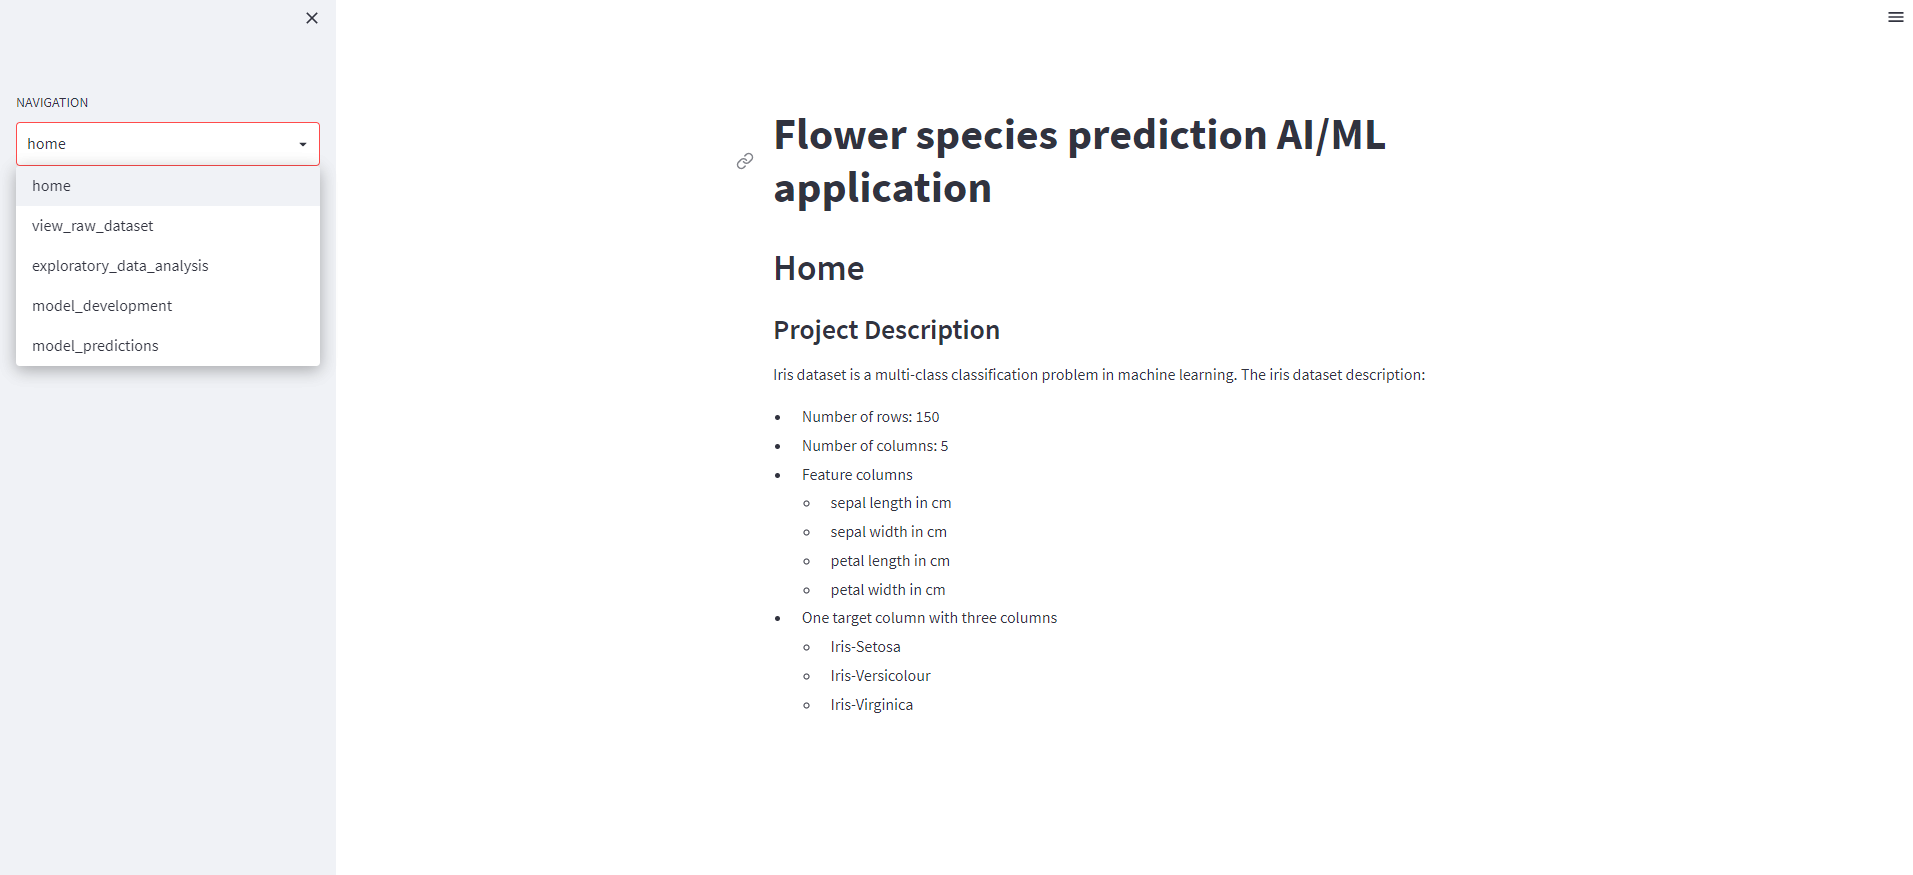 NAVIGATION
home
home
view_raw_dataset
exploratory_data_analysis
model_development
model_predictions
Flower species prediction AI/ML
application
Home
Project Description
Iris dataset is a multi-class classification problem in machine learning. The iris dataset description:
Number of rows: 150
Number of columns: 5
Feature columns
sepal length in cm
sepal width in cm
petal length in cm
petal width in cm
One target column with three columns
Iris-Setosa
Iris-Versicolour
Iris-Virginica